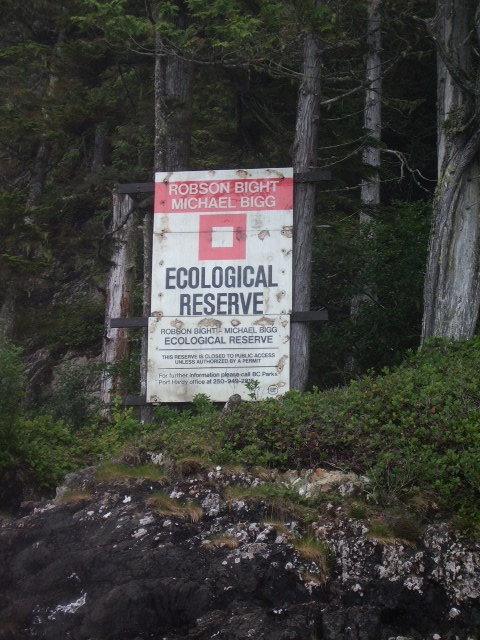 ROBSON BIGHT
MICHAEL BIGG
ECOLOGICAL
RESERVE
ROBSON BIGHT - MICHAEL BIGG
ECOLOGICAL RESERVE
THIS RESERVE IS CLOSED TO PUBLIC ACCESS
UNLESS AUTHORIZED BY A PERMIT
For further information please call BC Parks
Port Hardy office at 250-949-